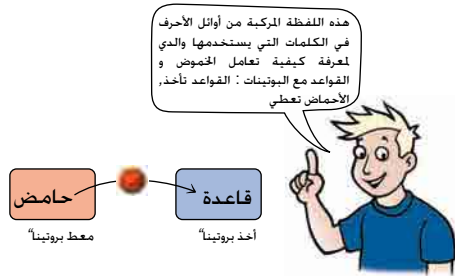 هذه اللفظة المركبة من أوائل الأحرف
في الكلمات التي يستخدمها والدي
لمعرفة كيفية تعامل الحموض و
القواعد مع البوتينات : القواعد تأخذ,
الأحماض تعطي
حامض
قاعدة
معط بروتينا"
أخذ بروتينا"